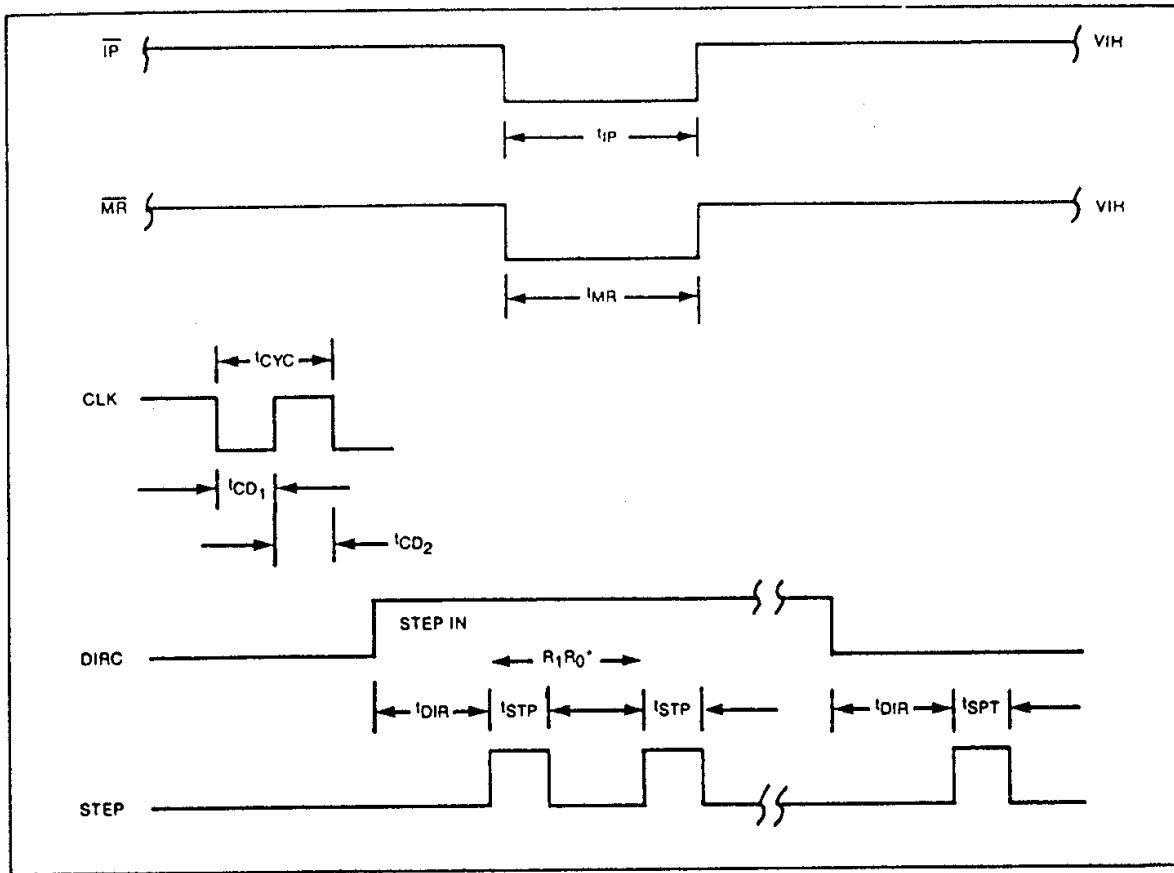 IP VIH
tIP
MR VIH
tMR
tCYC
CLK
tCD1
tCD2
STEP IN
DIRC
R1R0*
tDIR tSTP tSTP tDIR tSPT
STEP